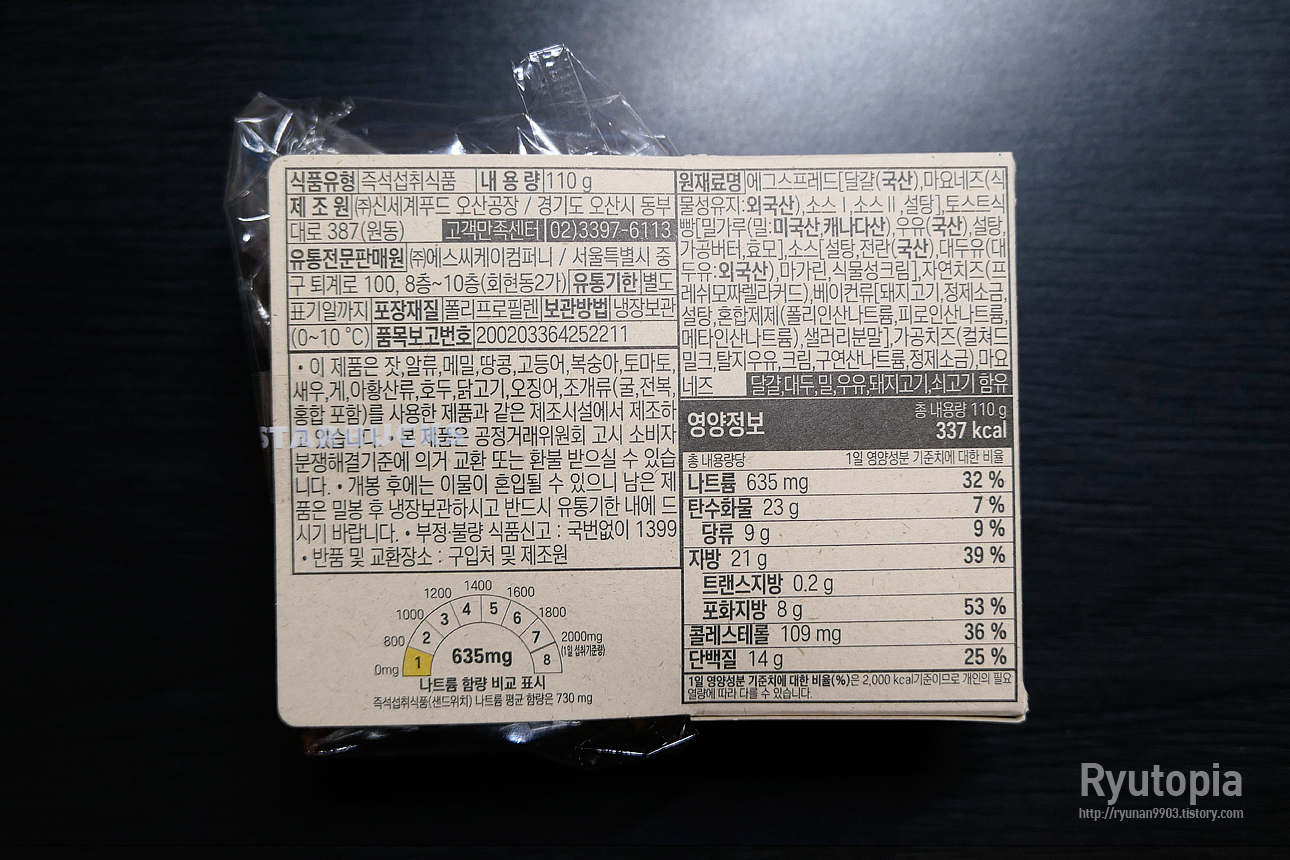 식품유형 즉석섭취식품 내 용 량 110 g
제 조 원 ㈜신세계푸드 오산공장 / 경기도 오산시 동부
대로 387(원동) 고객만족센터 02)3397-6113
유통전문판매원 ㈜에스씨케이컴퍼니 / 서울특별시 중
구 퇴계로 100, 8층~10층(회현동2가) 유통기한 별도
표기일까지 포장재질 폴리프로필렌 보관방법 냉장보관
(0~10 ℃) 품목보고번호 200203364252211
• 이 제품은 잣,알류,메밀,땅콩,고등어,복숭아,토마토,
새우,게,아황산류,호두,닭고기,오징어,조개류(굴,전복,
홍합 포함)를 사용한 제품과 같은 제조시설에서 제조하
STARBUCKS
• 본 제품은 공정거래위원회 고시 소비자
분쟁해결기준에 의거 교환 또는 환불 받으실 수 있습
니다. • 개봉 후에는 이물이 혼입될 수 있으니 남은 제
품은 밀봉 후 냉장보관하시고 반드시 유통기한 내에 드
시기 바랍니다. • 부정·불량 식품신고 : 국번없이 1399
• 반품 및 교환장소 : 구입처 및 제조원
0mg 800 1000 1200 1400 1600 1800 2000mg
(1일 섭취기준량)
1 2 3 4 5 6 7 8
635mg
나트륨 함량 비교 표시
즉석섭취식품(샌드위치) 나트륨 평균 함량은 730 mg
원재료명 에그스프레드[달걀(국산),마요네즈(식
물성유지:외국산),소스Ⅰ,소스Ⅱ,설탕],토스트식
빵[밀가루(밀:미국산,캐나다산),우유(국산),설탕,
가공버터,효모],소스[설탕,전란(국산),대두유(대
두유:외국산),마가린,식물성크림],자연치즈(프
레쉬모짜렐라커드),베이컨류[돼지고기,정제소금,
설탕,혼합제제(폴리인산나트륨,피로인산나트륨,
메타인산나트륨),샐러리분말],가공치즈(컬쳐드
밀크,탈지우유,크림,구연산나트륨,정제소금),마요
네즈 달걀,대두,밀,우유,돼지고기,쇠고기 함유
영양정보 총 내용량 110 g
337 kcal
총 내용량당 1일 영양성분 기준치에 대한 비율
나트륨 635 mg 32 %
탄수화물 23 g 7 %
당류 9 g 9 %
지방 21 g 39 %
트랜스지방 0.2 g
포화지방 8 g 53 %
콜레스테롤 109 mg 36 %
단백질 14 g 25 %
1일 영양성분 기준치에 대한 비율(%)은 2,000 kcal기준이므로 개인의 필요
열량에 따라 다를 수 있습니다.
Ryutopia
http://ryunan9903.tistory.com